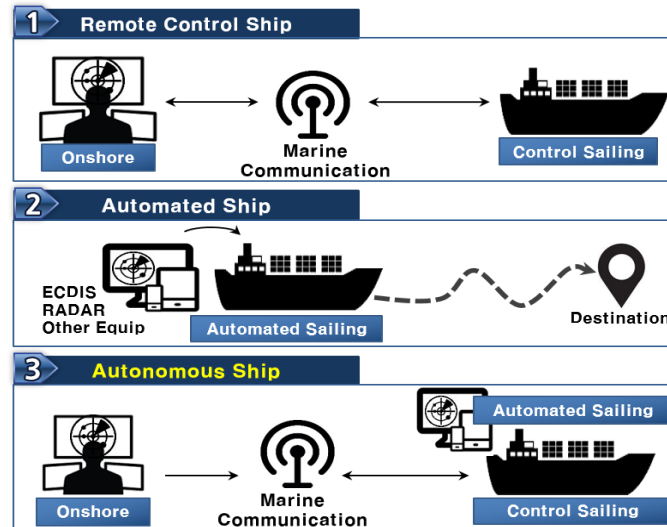 1 Remote Control Ship
Onshore
Marine
Communication
Control Sailing
2 Automated Ship
ECDIS
RADAR
Other Equip
Automated Sailing
Destination
3 Autonomous Ship
Automated Sailing
Onshore
Marine
Communication
Control Sailing